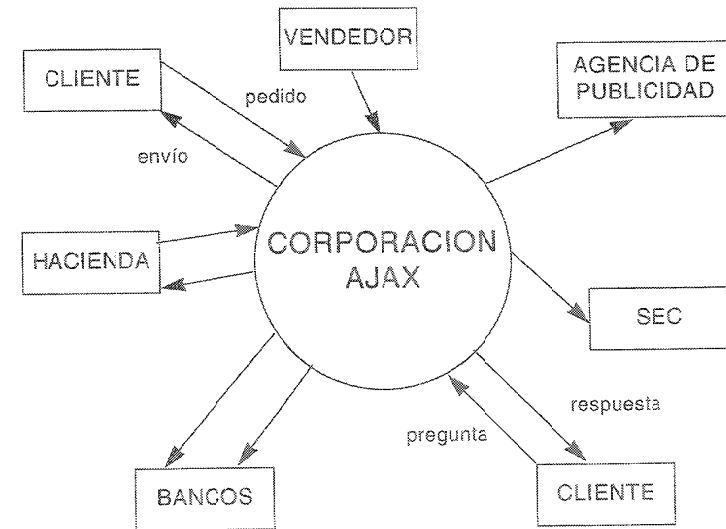 VENDEDOR
CLIENTE
AGENCIA DE
PUBLICIDAD
pedido
envío
HACIENDA
CORPORACION
AJAX
SEC
respuesta
pregunta
BANCOS
CLIENTE